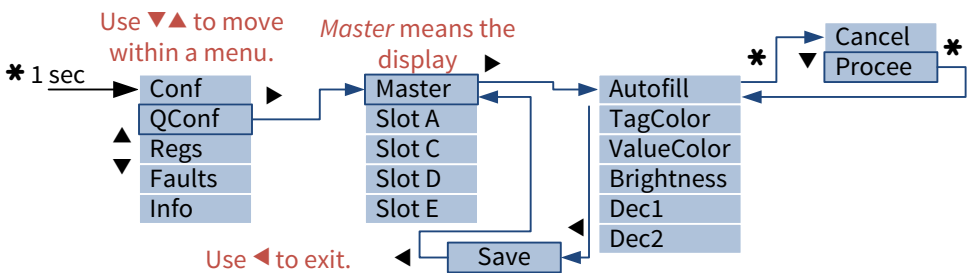 Use ▼▲ to move
within a menu.
Master means the
display
✱ 1 sec
Conf
QConf
Regs
Faults
Info
Master
Slot A
Slot C
Slot D
Slot E
Autofill
TagColor
ValueColor
Brightness
Dec1
Dec2
Cancel
Procee
Save
Use ◀ to exit.